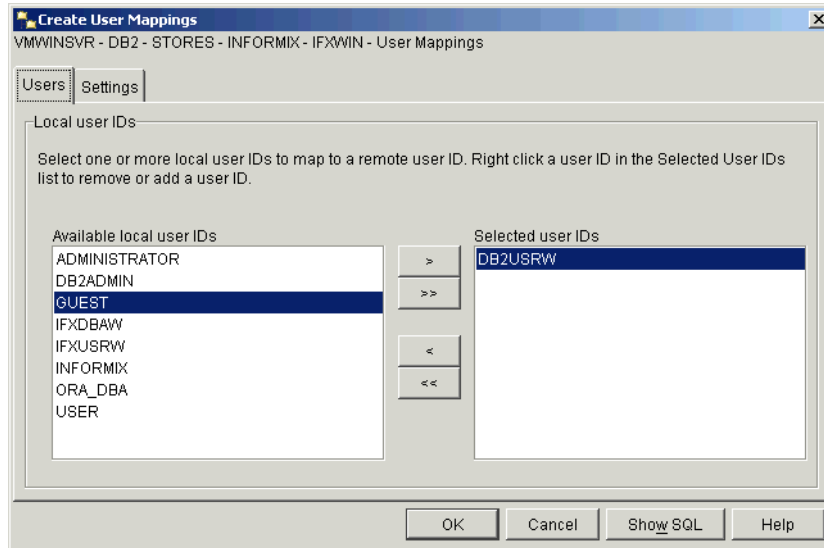 Create User Mappings
VMWINSVR - DB2 - STORES - INFORMIX - IFXWIN - User Mappings
Users Settings
Local user IDs
Select one or more local user IDs to map to a remote user ID. Right click a user ID in the Selected User IDs
list to remove or add a user ID.
Available local user IDs
ADMINISTRATOR
DB2ADMIN
GUEST
IFXDBAW
IFXUSRW
INFORMIX
ORA_DBA
USER
>
>>
<
<<
Selected user IDs
DB2USRW
OK Cancel Show SQL Help